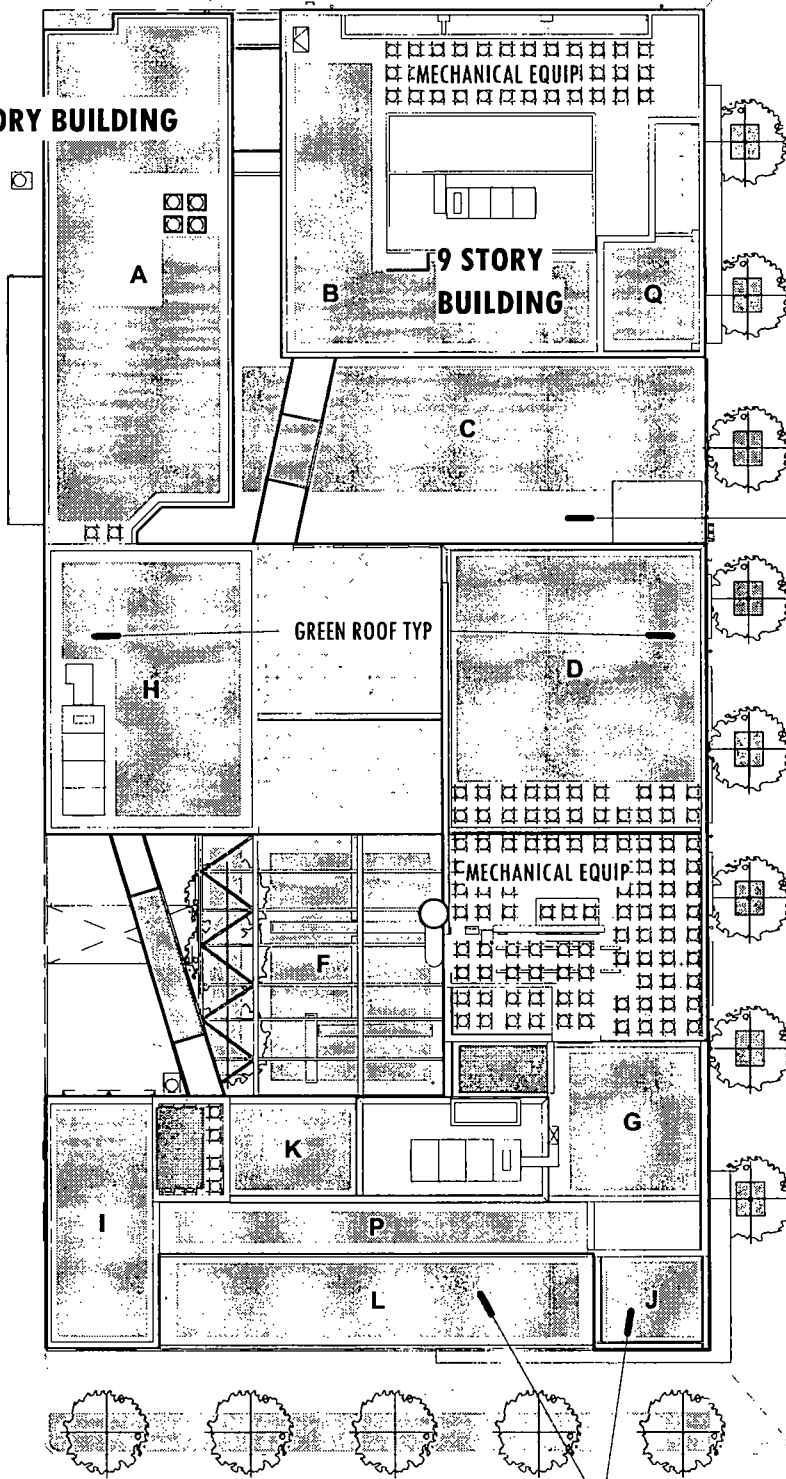 MECHANICAL EQUIP
ORY BUILDING
A
9 STORY
BUILDING
B
Q
C
GREEN ROOF TYP
D
H
MECHANICAL EQUIP
F
G
K
I
P
L
J